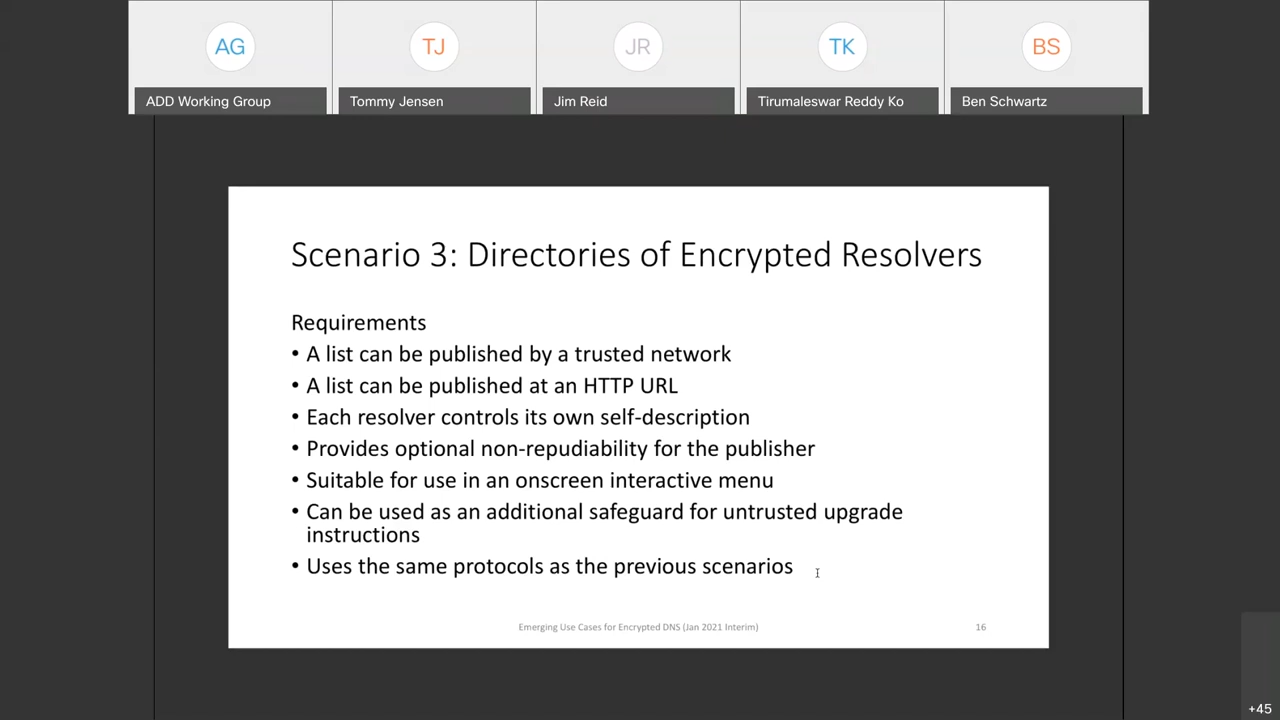 AG
TJ
JR
TK
BS
ADD Working Group
Tommy Jensen
Jim Reid
Tirumaleswar Reddy Ko
Ben Schwartz
Scenario 3: Directories of Encrypted Resolvers
Requirements
• A list can be published by a trusted network
• A list can be published at an HTTP URL
• Each resolver controls its own self-description
• Provides optional non-repudiability for the publisher
• Suitable for use in an onscreen interactive menu
• Can be used as an additional safeguard for untrusted upgrade
instructions
• Uses the same protocols as the previous scenarios
Emerging Use Cases for Encrypted DNS (Jan 2021 Interim)
16
+45